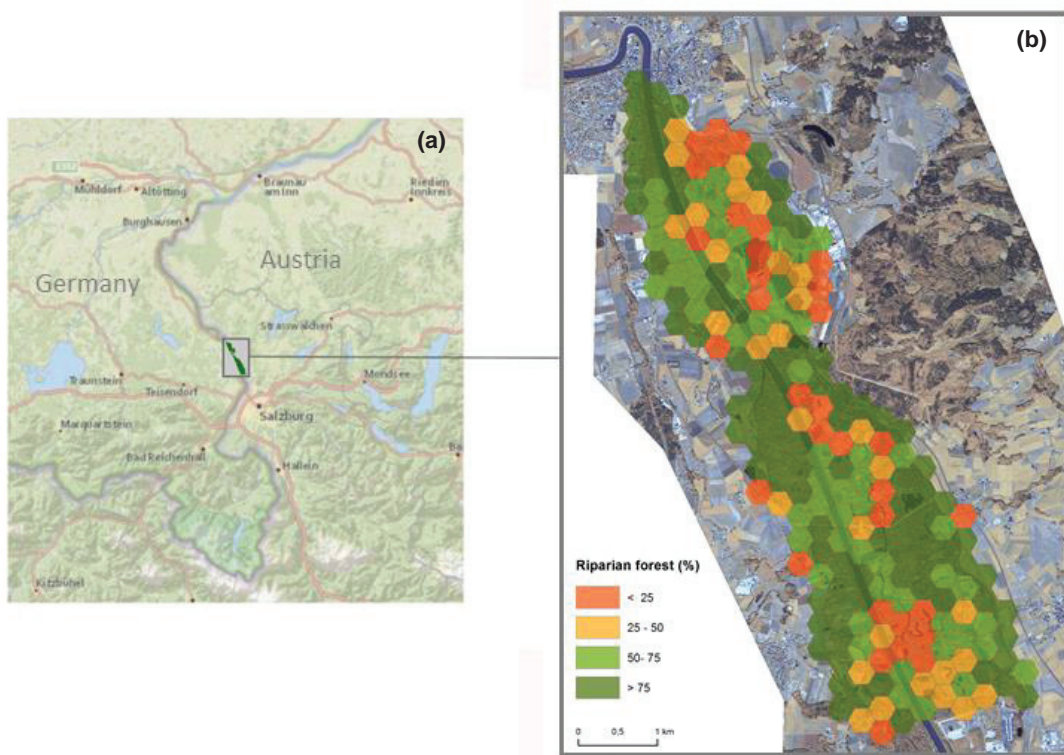 (a)
Mühldorf
Altötting
Braunau
am Inn
Ried im
Innkreis
Burghausen
Germany
Austria
Strasswalchen
Traunstein
Teisendorf
Mondsee
Salzburg
Marquartstein
Bad Reichenhall
Hallein
Ba
Kitzbühel
(b)
Riparian forest (%)
< 25
25 - 50
50- 75
> 75
0 0,5 1 km